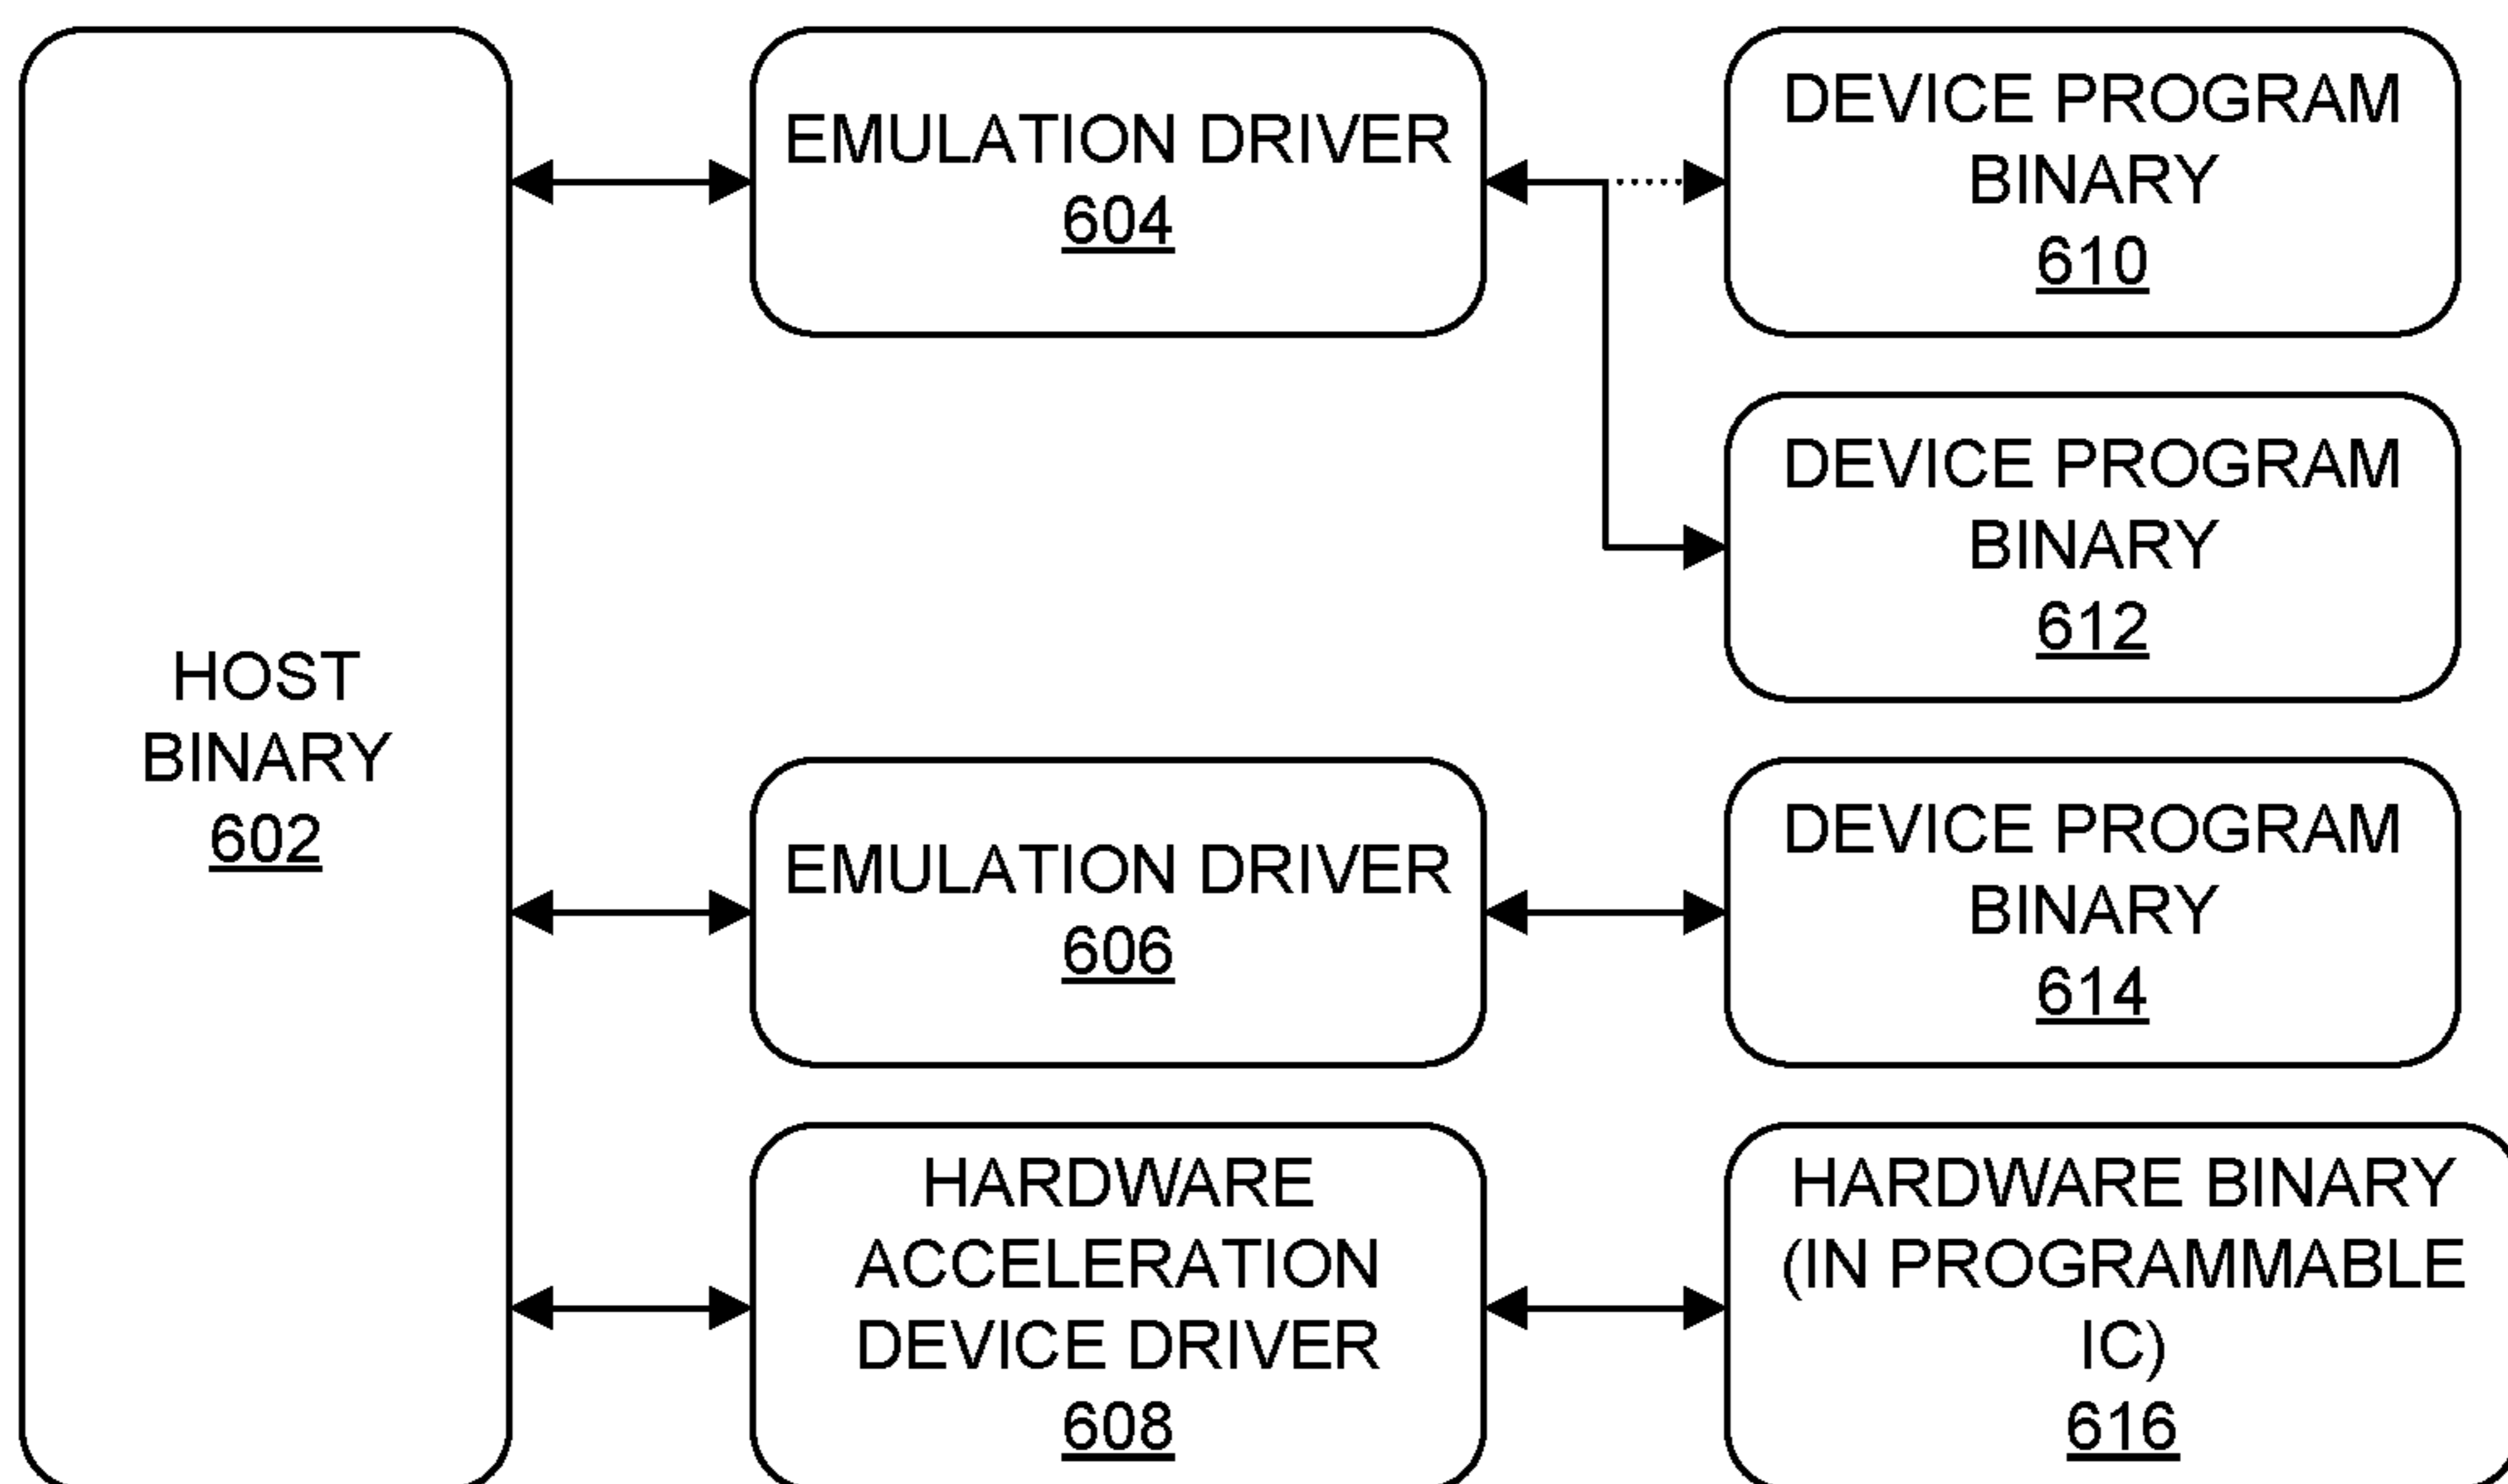 HOST
BINARY
602
EMULATION DRIVER
604
DEVICE PROGRAM
BINARY
610
DEVICE PROGRAM
BINARY
612
EMULATION DRIVER
606
DEVICE PROGRAM
BINARY
614
HARDWARE
ACCELERATION
DEVICE DRIVER
608
HARDWARE BINARY
(IN PROGRAMMABLE
IC)
616